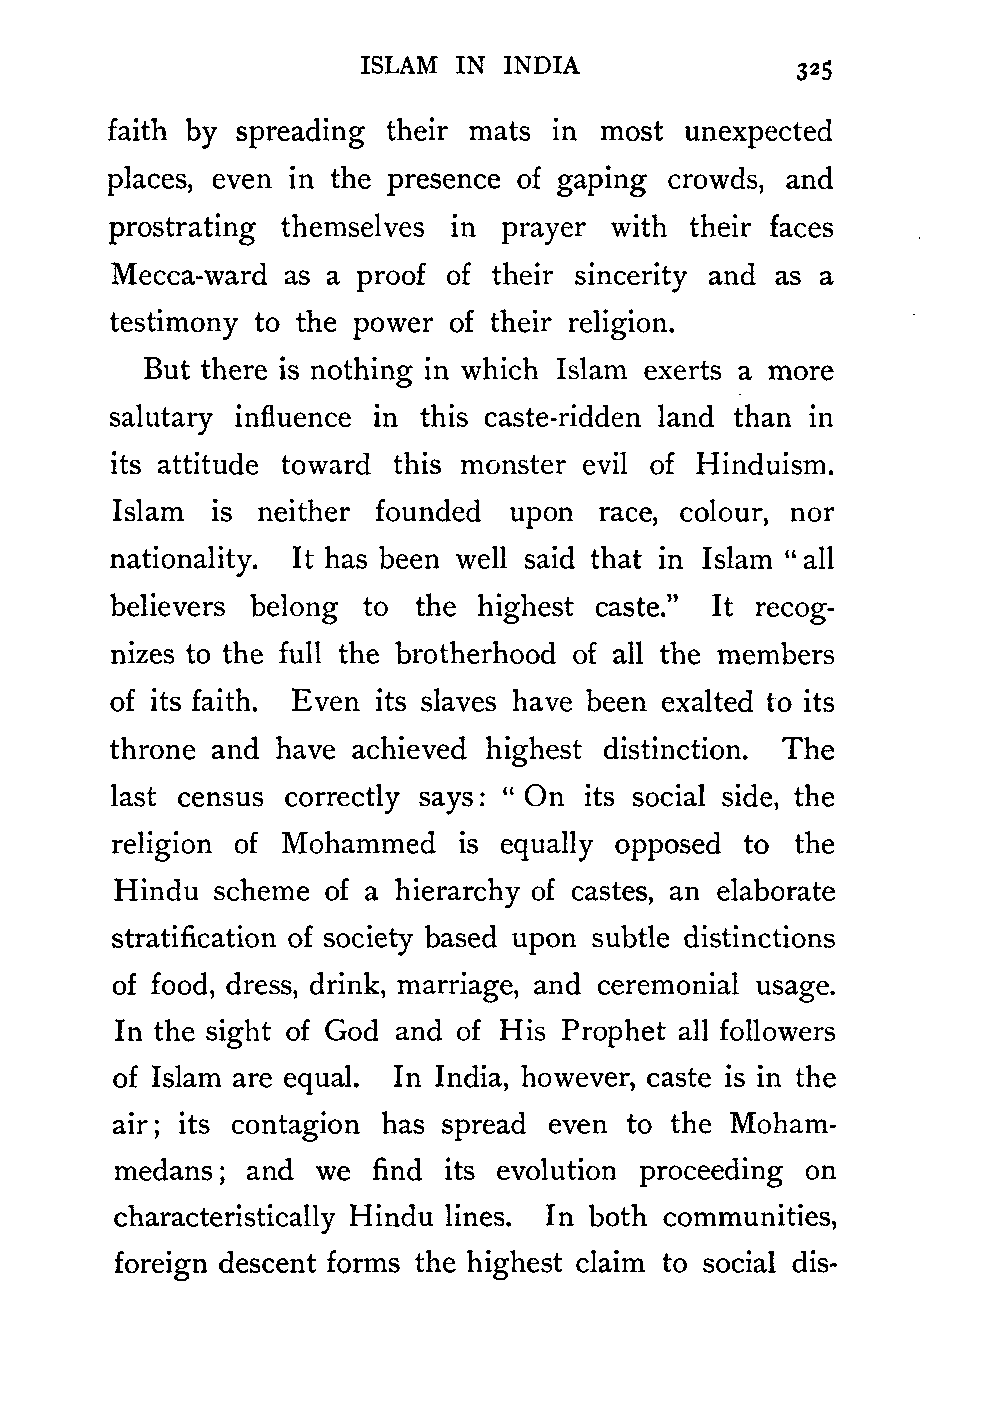 ISLAM IN INDIA 325
faith by spreading their mats in most unexpected
places, even in the presence of gaping crowds, and
prostrating themselves in prayer with their faces
Mecca-ward as a proof of their sincerity and as a
testimony to the power of their religion.
But there is nothing in which Islam exerts a more
salutary influence in this caste-ridden land than in
its attitude toward this monster evil of Hinduism.
Islam is neither founded upon race, colour, nor
nationality. It has been well said that in Islam “all
believers belong to the highest caste.” It recog-
nizes to the full the brotherhood of all the members
of its faith. Even its slaves have been exalted to its
throne and have achieved highest distinction. The
last census correctly says: “On its social side, the
religion of Mohammed is equally opposed to the
Hindu scheme of a hierarchy of castes, an elaborate
stratification of society based upon subtle distinctions
of food, dress, drink, marriage, and ceremonial usage.
In the sight of God and of His Prophet all followers
of Islam are equal. In India, however, caste is in the
air; its contagion has spread even to the Moham-
medans; and we find its evolution proceeding on
characteristically Hindu lines. In both communities,
foreign descent forms the highest claim to social dis-